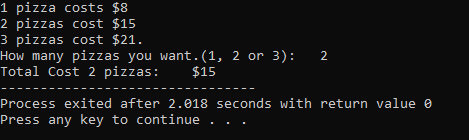 1 pizza costs $8
2 pizzas cost $15
3 pizzas cost $21.
How many pizzas you want.(1, 2 or 3):   2
Total Cost 2 pizzas:    $15
--------------------------------
Process exited after 2.018 seconds with return value 0
Press any key to continue . . .